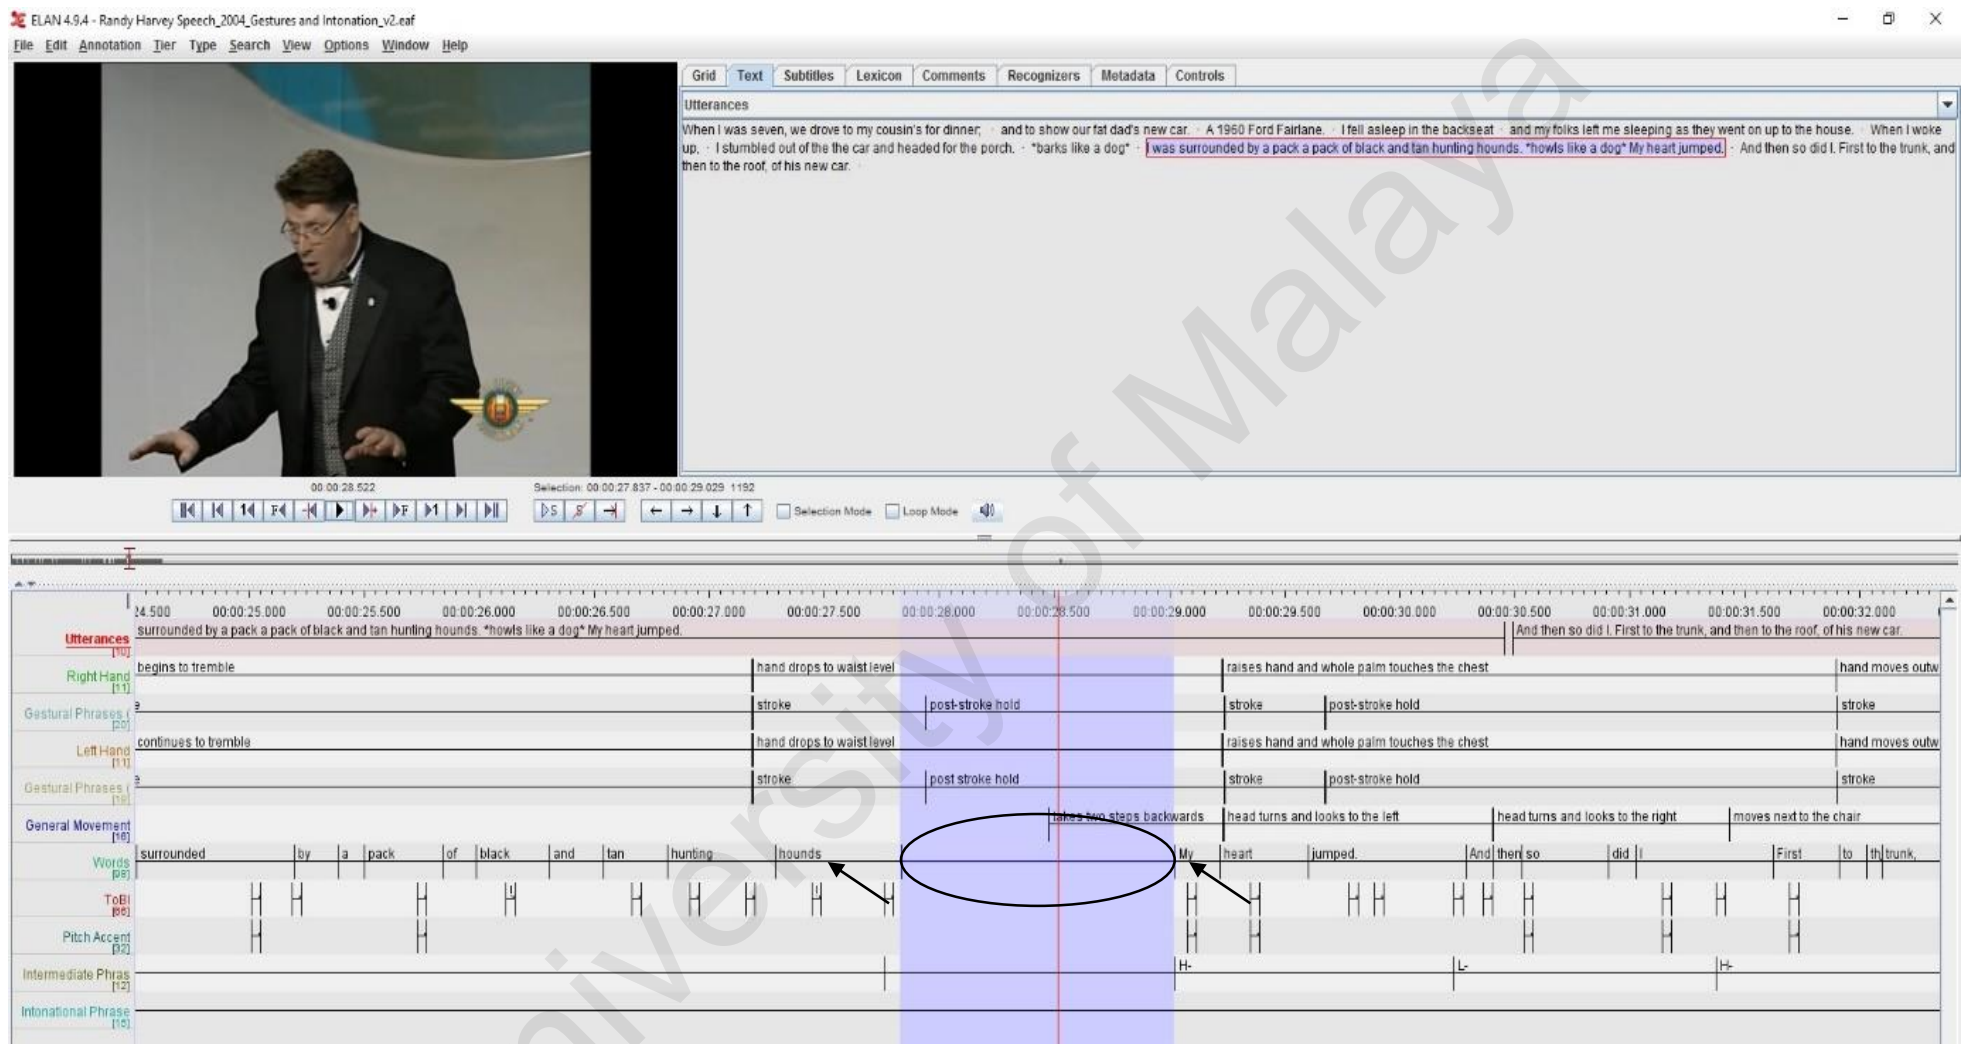 ELAN 4.9.4 - Randy Harvey Speech_2004_Gestures and Intonation_v2.eaf
File Edit Annotation Tier Type Search View Options Window Help
Grid Text Subtitles Lexicon Comments Recognizers Metadata Controls
Utterances
When I was seven, we drove to my cousin's for dinner; · and to show our fat dad's new car. · A 1960 Ford Fairlane. · I fell asleep in the backseat · and my folks left me sleeping as they went on up to the house. · When I woke
up, · I stumbled out of the the car and headed for the porch. · *barks like a dog* · I was surrounded by a pack a pack of black and tan hunting hounds. *howls like a dog* My heart jumped. · And then so did I. First to the trunk, and
then to the roof, of his new car. ·
00:00:28.522
Selection: 00:00:27.837 - 00:00:29.029 1192
Selection Mode Loop Mode
24.500 00:00:25.000 00:00:25.500 00:00:26.000 00:00:26.500 00:00:27.000 00:00:27.500 00:00:28.000 00:00:28.500 00:00:29.000 00:00:29.500 00:00:30.000 00:00:30.500 00:00:31.000 00:00:31.500 00:00:32.000
Utterances surrounded by a pack a pack of black and tan hunting hounds. *howls like a dog* My heart jumped. And then so did I. First to the trunk, and then to the roof, of his new car.
[10]
Right Hand begins to tremble hand drops to waist level raises hand and whole palm touches the chest hand moves outw
[11]
Gestural Phrases ( e stroke post-stroke hold stroke post-stroke hold stroke
[20]
Left Hand continues to tremble hand drops to waist level raises hand and whole palm touches the chest hand moves outw
[11]
Gestural Phrases ( e stroke post stroke hold stroke post-stroke hold stroke
[19]
General Movement takes two steps backwards head turns and looks to the left head turns and looks to the right moves next to the chair
[16]
Words surrounded by a pack of black and tan hunting hounds My heart jumped. And then so did I First to th trunk,
[98]
ToBI
[66]
Pitch Accent
[32]
Intermediate Phras H- L- H-
[12]
Intonational Phrase
[15]
University of Malaya